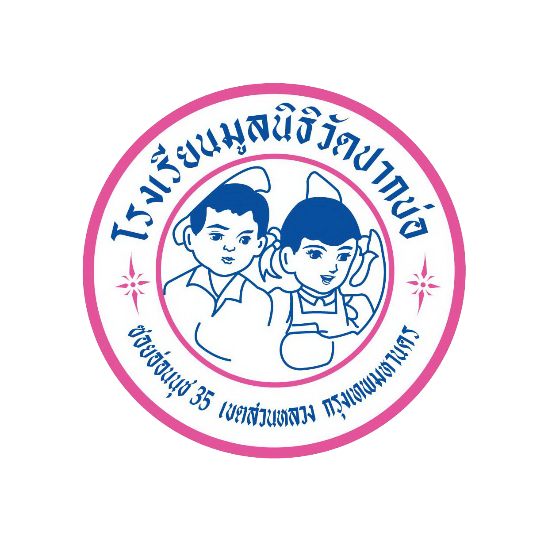 โรงเรียนมูลนิธิวัดปากบ่อ
ซอยอ่อนนุช 35 เขตสวนหลวง กรุงเทพมหานคร